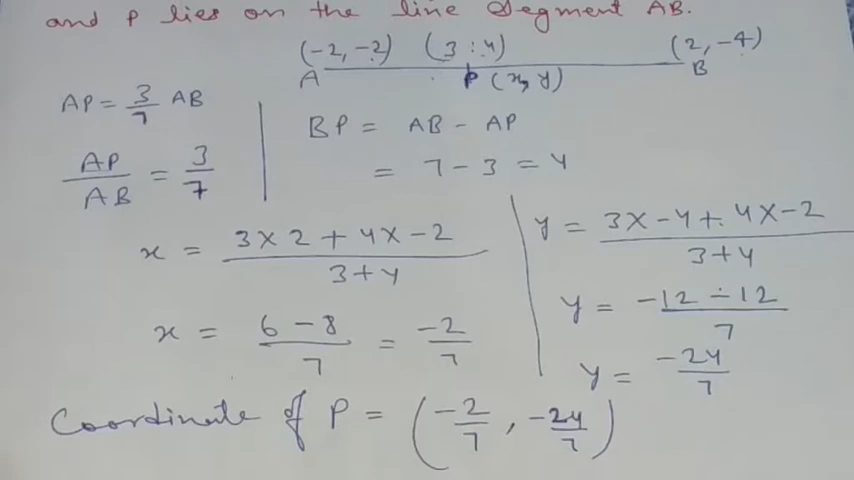 and P lies on the line segment AB.
(-2, -2) (3 : 4) (2, -4)
A P (x, y) B
AP = 3/7 AB
BP = AB - AP
AP/AB = 3/7
= 7 - 3 = 4
x = (3 × 2 + 4 × -2)/(3 + 4)
y = (3 × -4 + 4 × -2)/(3 + 4)
x = (6 - 8)/7 = -2/7
y = (-12 - 12)/7
y = -24/7
Coordinate of P = (-2/7, -24/7)